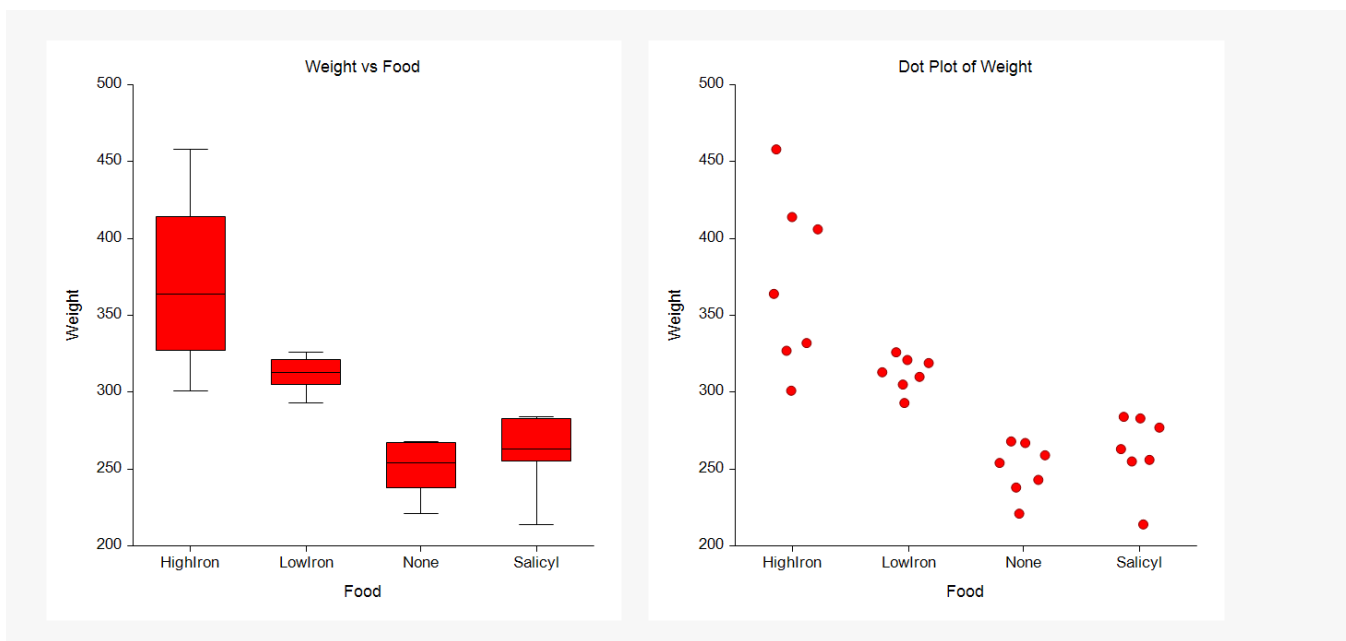 Weight vs Food
500
450
400
350
300
250
200
Weight
HighIron LowIron None Salicyl
Food
Dot Plot of Weight
500
450
400
350
300
250
200
Weight
HighIron LowIron None Salicyl
Food